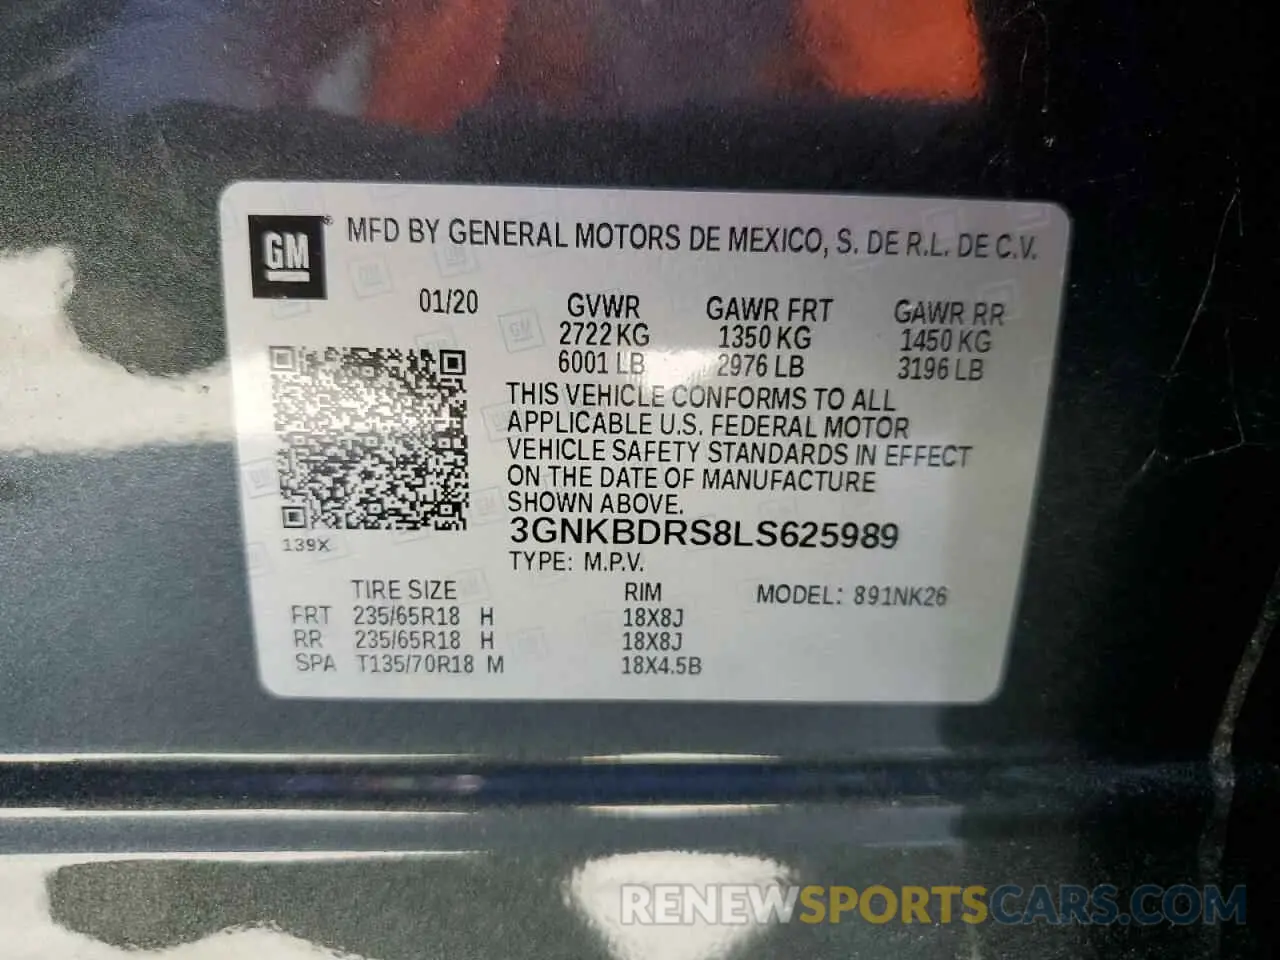 GM
MFD BY GENERAL MOTORS DE MEXICO, S. DE R.L. DE C.V.
01/20 GVWR GAWR FRT GAWR RR
2722 KG 1350 KG 1450 KG
6001 LB 2976 LB 3196 LB
THIS VEHICLE CONFORMS TO ALL
APPLICABLE U.S. FEDERAL MOTOR
VEHICLE SAFETY STANDARDS IN EFFECT
ON THE DATE OF MANUFACTURE
SHOWN ABOVE.
3GNKBDRS8LS625989
139X
TYPE: M.P.V.
TIRE SIZE RIM MODEL: 891NK26
FRT 235/65R18 H 18X8J
RR 235/65R18 H 18X8J
SPA T135/70R18 M 18X4.5B
RENEWSPORTSCARS.COM